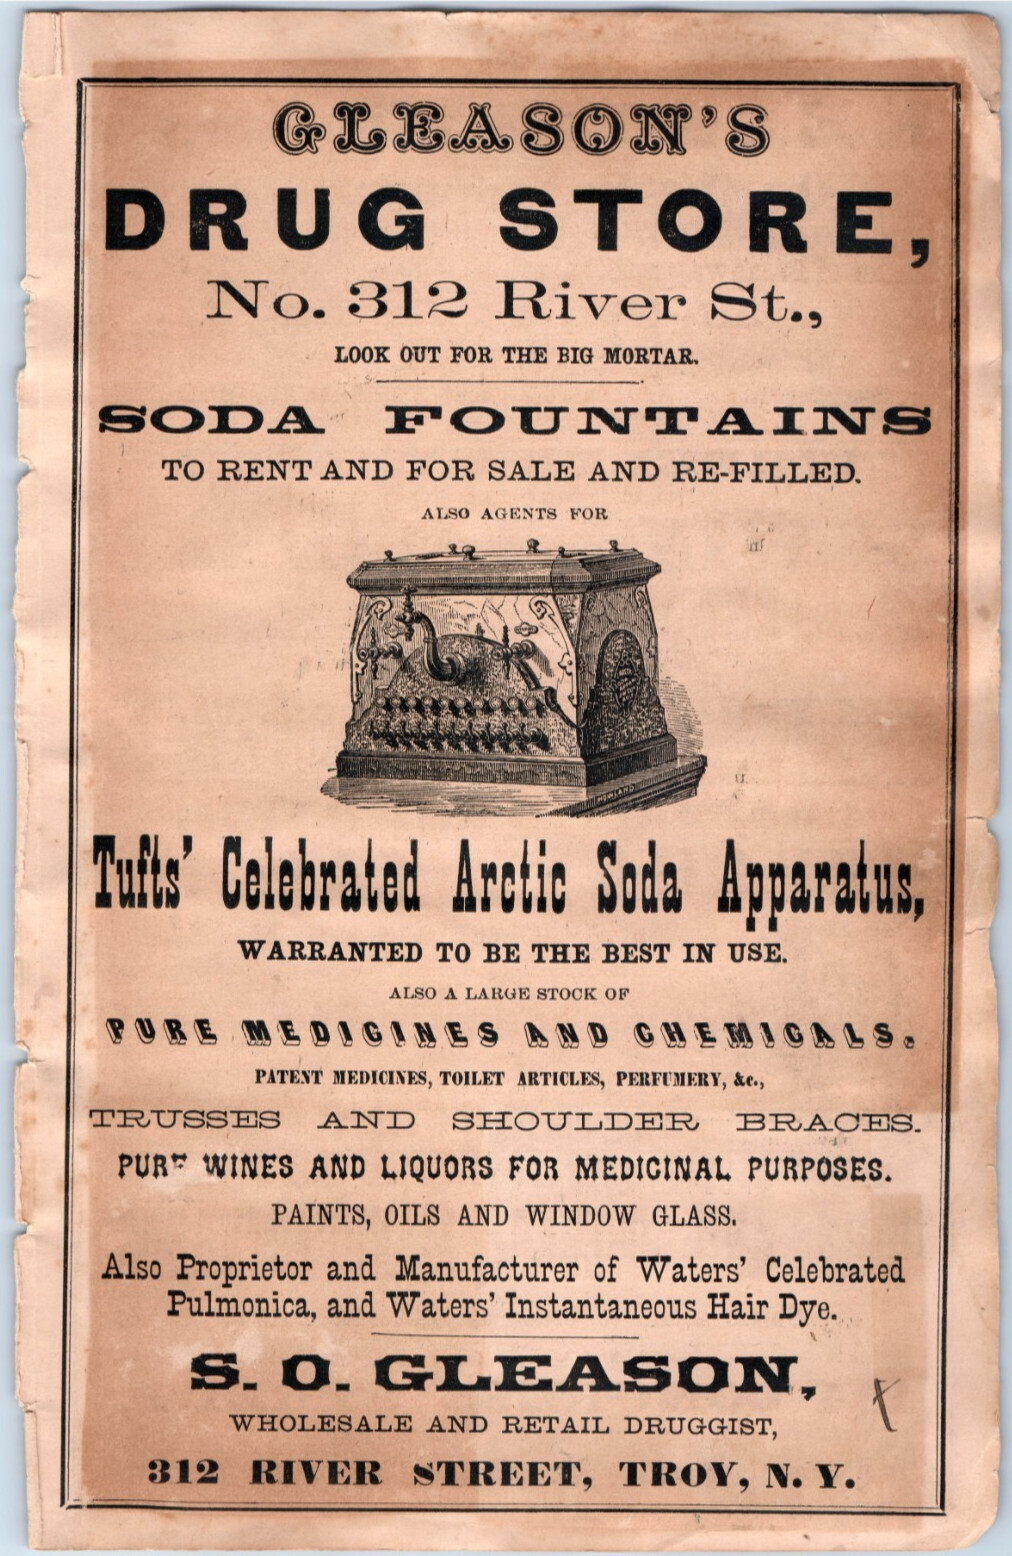 GLEASON'S
DRUG STORE,
No. 312 River St.,
LOOK OUT FOR THE BIG MORTAR.
SODA FOUNTAINS
TO RENT AND FOR SALE AND RE-FILLED.
ALSO AGENTS FOR
HOWLAND
Tufts' Celebrated Arctic Soda Apparatus,
WARRANTED TO BE THE BEST IN USE.
ALSO A LARGE STOCK OF
PURE MEDICINES AND CHEMICALS.
PATENT MEDICINES, TOILET ARTICLES, PERFUMERY, &c.,
TRUSSES AND SHOULDER BRACES.
PURE WINES AND LIQUORS FOR MEDICINAL PURPOSES.
PAINTS, OILS AND WINDOW GLASS.
Also Proprietor and Manufacturer of Waters' Celebrated
Pulmonica, and Waters' Instantaneous Hair Dye.
S. O. GLEASON,
WHOLESALE AND RETAIL DRUGGIST,
312 RIVER STREET, TROY, N. Y.